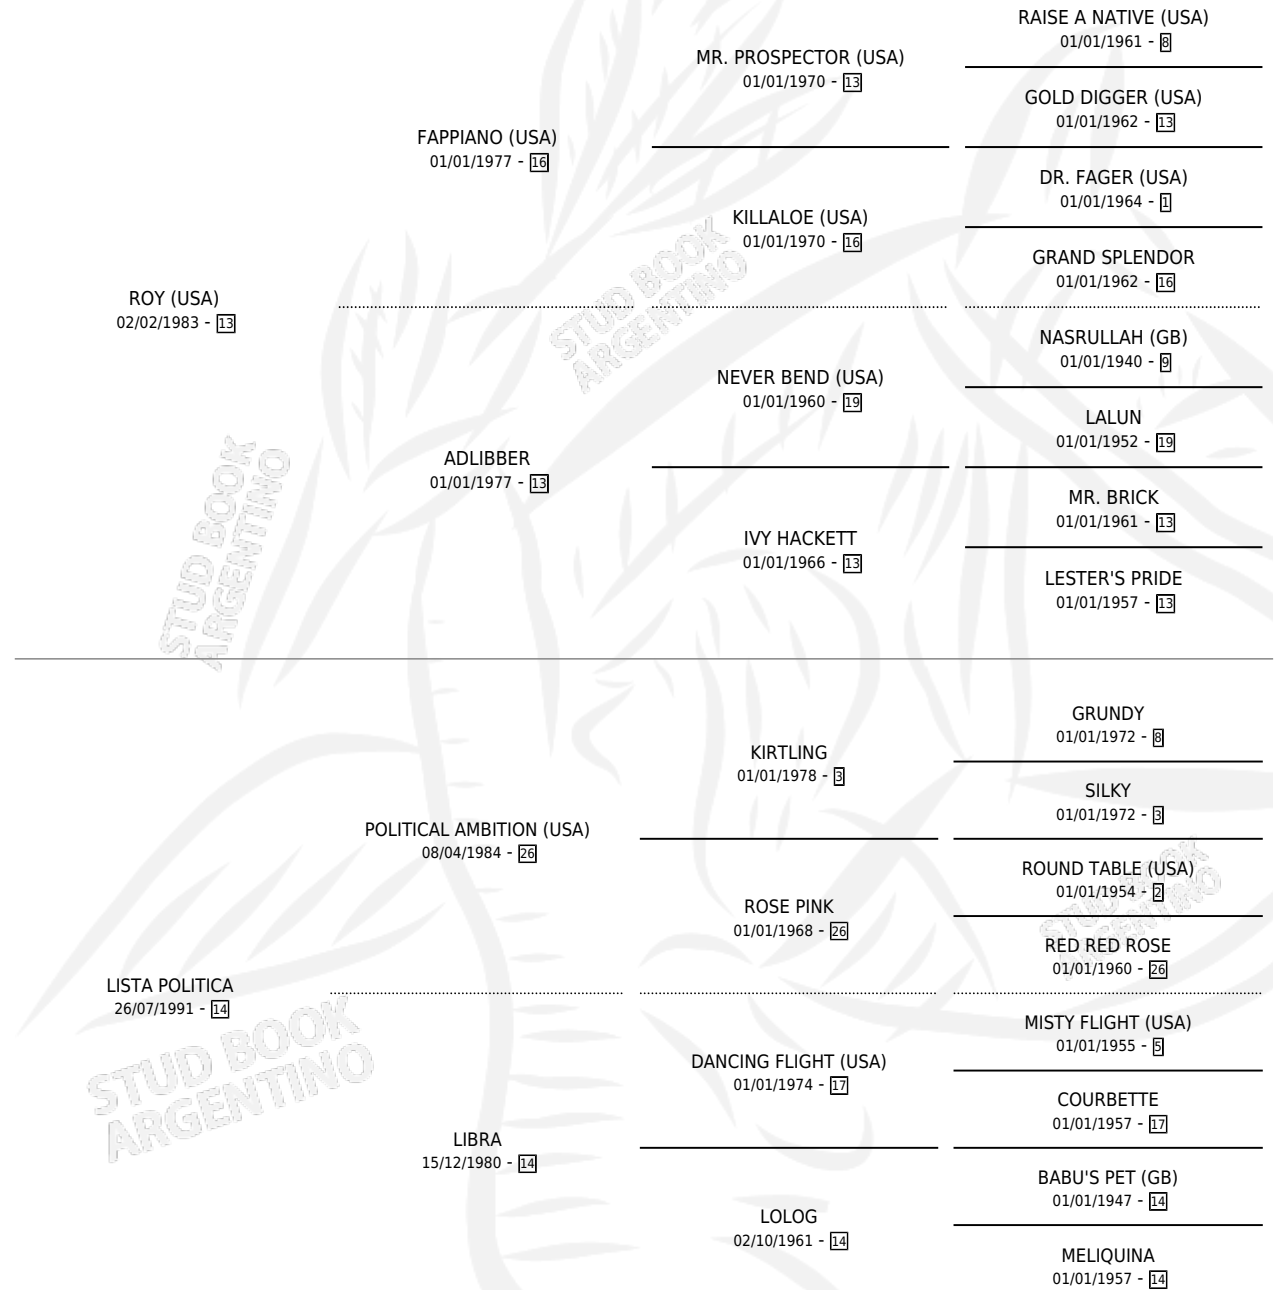 RAISE A NATIVE (USA)
01/01/1961 - 8
MR. PROSPECTOR (USA)
01/01/1970 - 13
GOLD DIGGER (USA)
01/01/1962 - 13
FAPPIANO (USA)
01/01/1977 - 16
DR. FAGER (USA)
01/01/1964 - 1
KILLALOE (USA)
01/01/1970 - 16
GRAND SPLENDOR
01/01/1962 - 16
ROY (USA)
02/02/1983 - 13
STUD BOOK
ARGENTINO
NASRULLAH (GB)
01/01/1940 - 9
NEVER BEND (USA)
01/01/1960 - 19
LALUN
01/01/1952 - 19
ADLIBBER
01/01/1977 - 13
MR. BRICK
01/01/1961 - 13
IVY HACKETT
01/01/1966 - 13
LESTER'S PRIDE
01/01/1957 - 13
STUD BOOK
ARGENTINO
GRUNDY
01/01/1972 - 8
KIRTLING
01/01/1978 - 3
SILKY
01/01/1972 - 3
POLITICAL AMBITION (USA)
08/04/1984 - 26
ROUND TABLE (USA)
01/01/1954 - 2
ROSE PINK
01/01/1968 - 26
STUD BOOK
ARGENTINO
RED RED ROSE
01/01/1960 - 26
LISTA POLITICA
26/07/1991 - 14
MISTY FLIGHT (USA)
01/01/1955 - 5
STUD BOOK
ARGENTINO
DANCING FLIGHT (USA)
01/01/1974 - 17
COURBETTE
01/01/1957 - 17
LIBRA
15/12/1980 - 14
BABU'S PET (GB)
01/01/1947 - 14
LOLOG
02/10/1961 - 14
MELIQUINA
01/01/1957 - 14